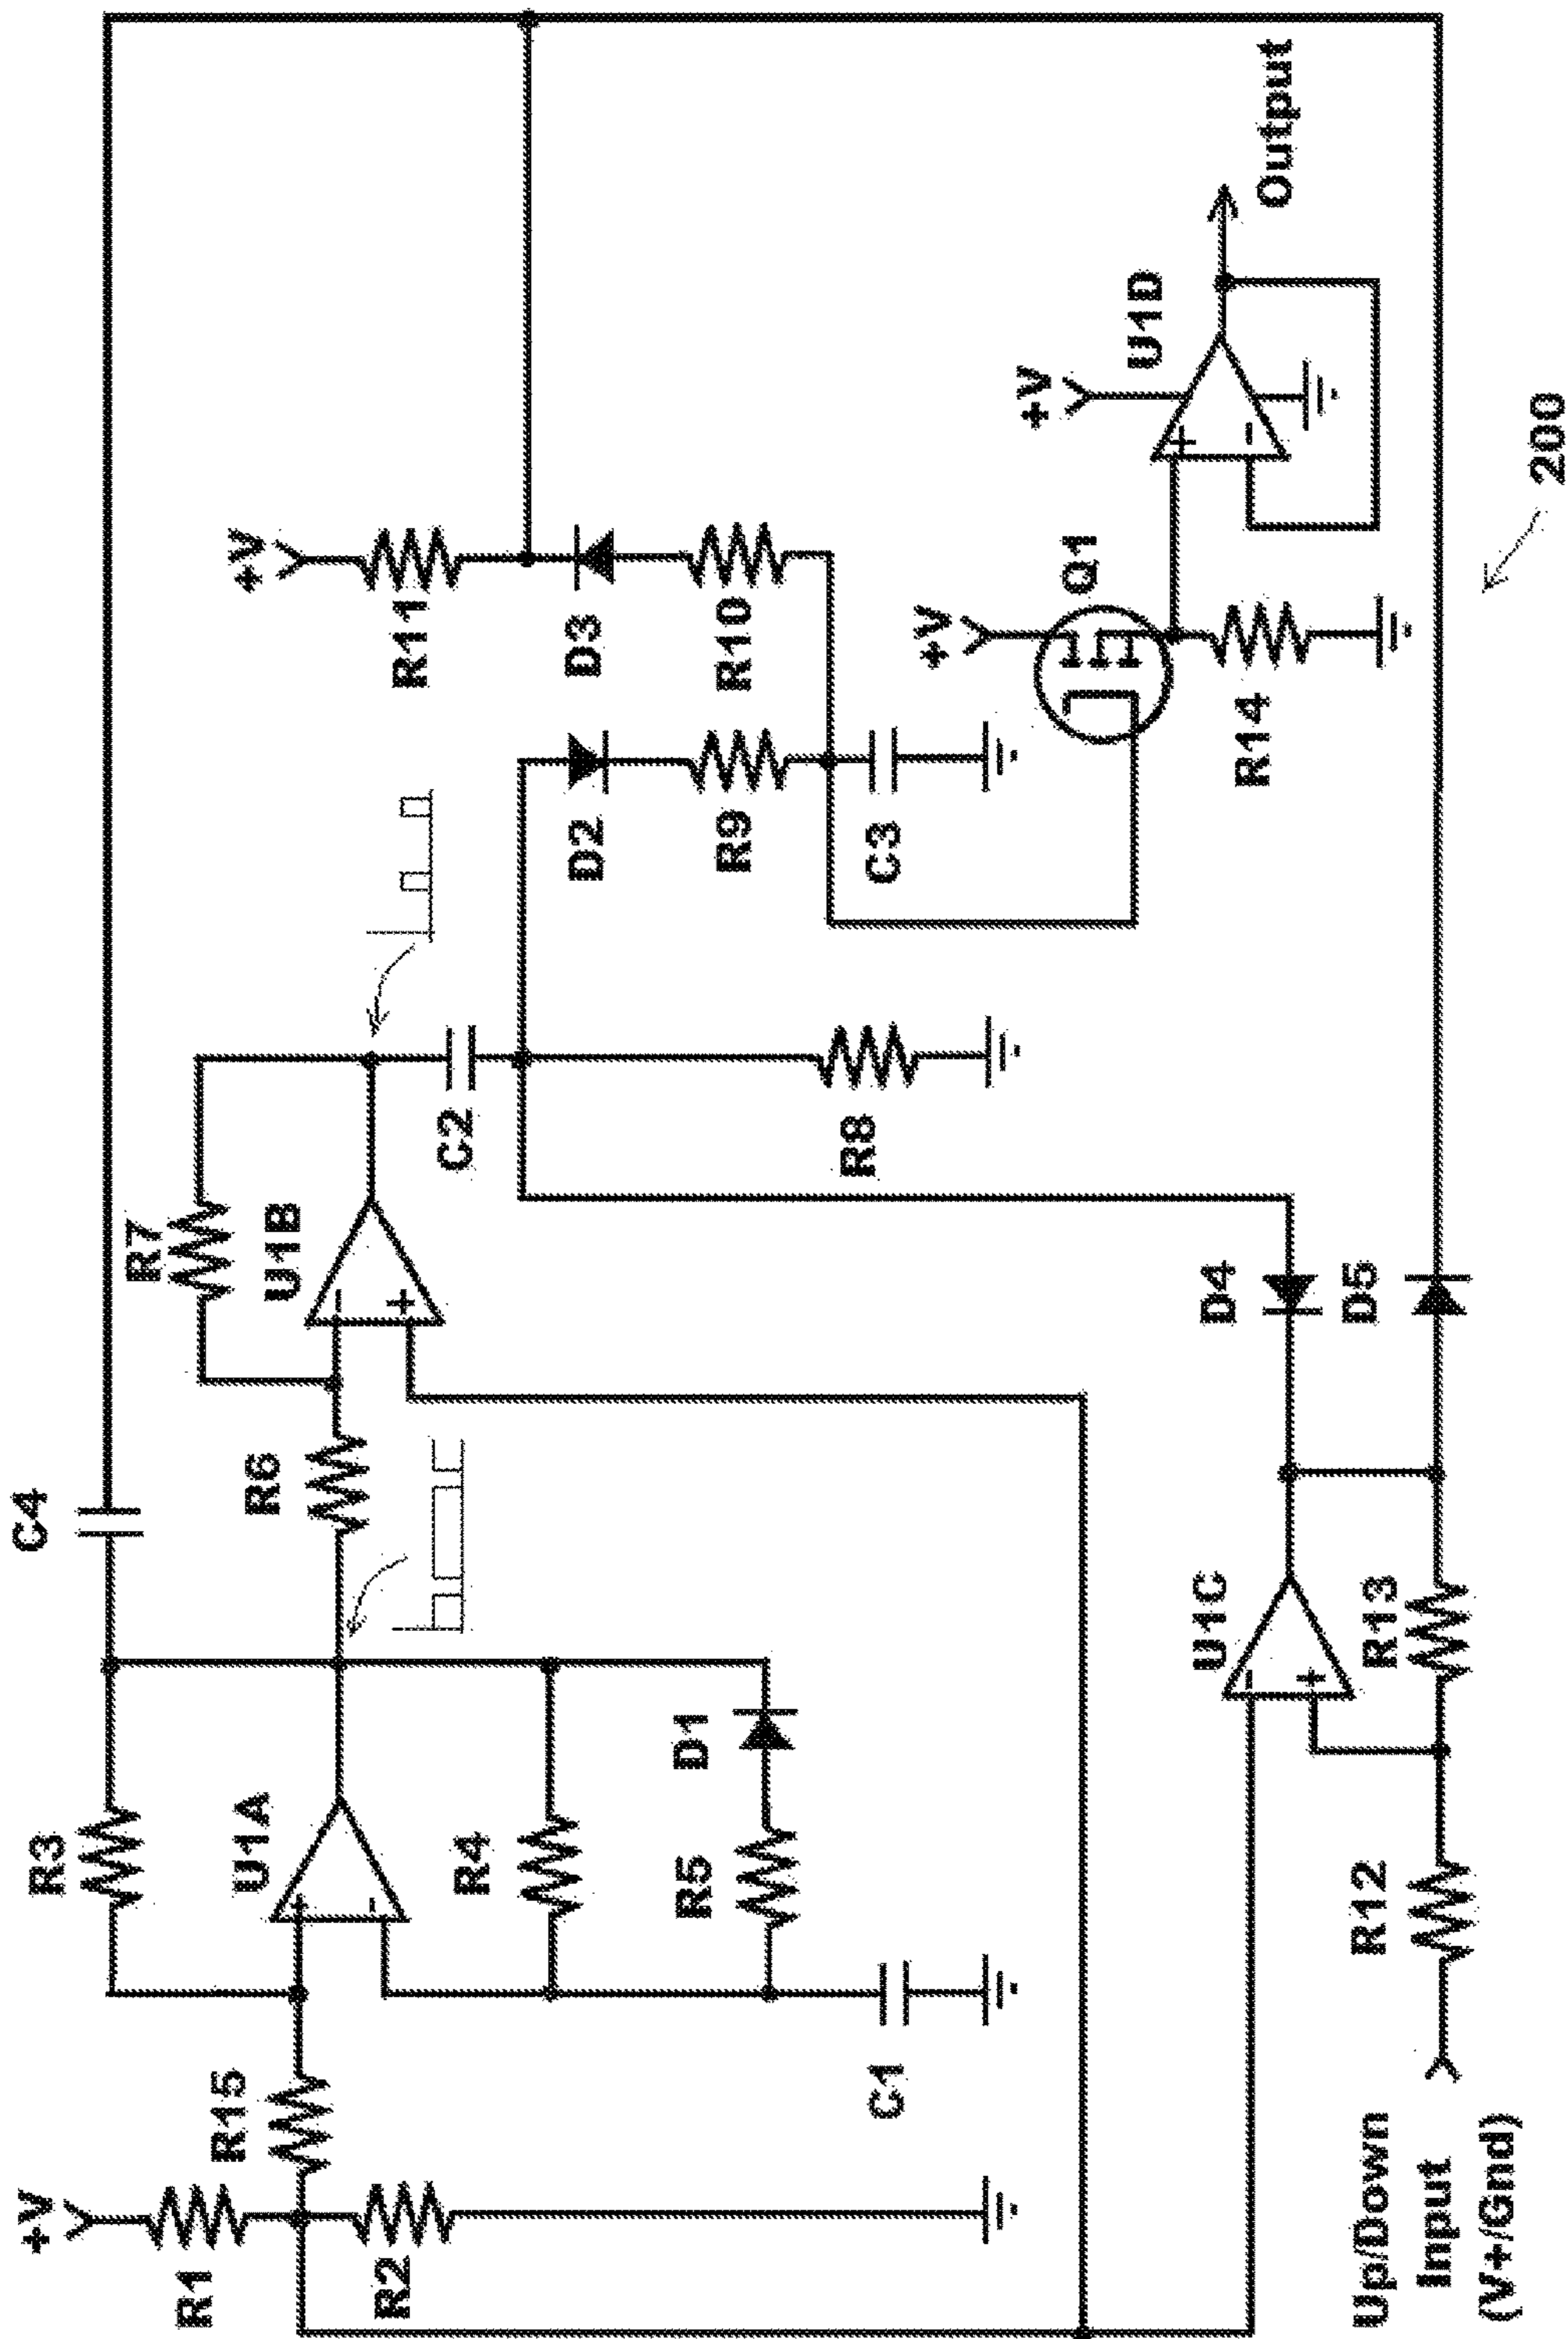 C4
R3
R7
R6
U1A
U1B
+V
R1
R15
R4
R5
D1
C1
R2
C2
R8
+V
R11
D2
D3
R9
R10
C3
+V
Q1
R14
+V
U1D
Output
U1C
D4
D5
R13
R12
Up/Down
Input
(V+/Gnd)
200
+
-
-
+
-
+
+
-